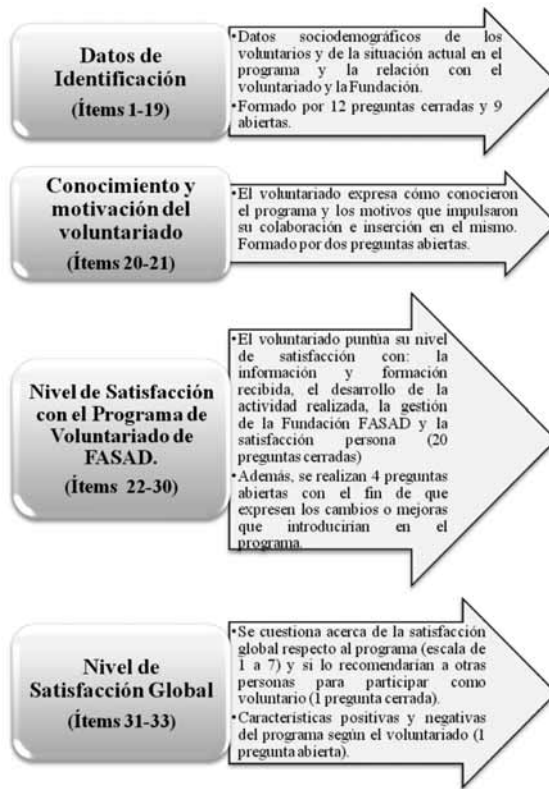 Datos de
Identificación
(Ítems 1-19)
•Datos sociodemográficos de los
voluntarios y de la situación actual en el
programa y la relación con el
voluntariado y la Fundación.
•Formado por 12 preguntas cerradas y 9
abiertas.
Conocimiento y
motivación del
voluntariado
(Ítems 20-21)
•El voluntariado expresa cómo conocieron
el programa y los motivos que impulsaron
su colaboración e inserción en el mismo.
Formado por dos preguntas abiertas.
Nivel de Satisfacción
con el Programa de
Voluntariado de
FASAD.
(Ítems 22-30)
•El voluntariado puntúa su nivel
de satisfacción con: la
información y formación
recibida, el desarrollo de la
actividad realizada, la gestión
de la Fundación FASAD y la
satisfacción persona (20
preguntas cerradas)
•Además, se realizan 4 preguntas
abiertas con el fin de que
expresen los cambios o mejoras
que introducirían en el
programa.
Nivel de
Satisfacción Global
(Ítems 31-33)
•Se cuestiona acerca de la satisfacción
global respecto al programa (escala de
1 a 7) y si lo recomendarían a otras
personas para participar como
voluntario (1 pregunta cerrada).
•Características positivas y negativas
del programa según el voluntariado (1
pregunta abierta).